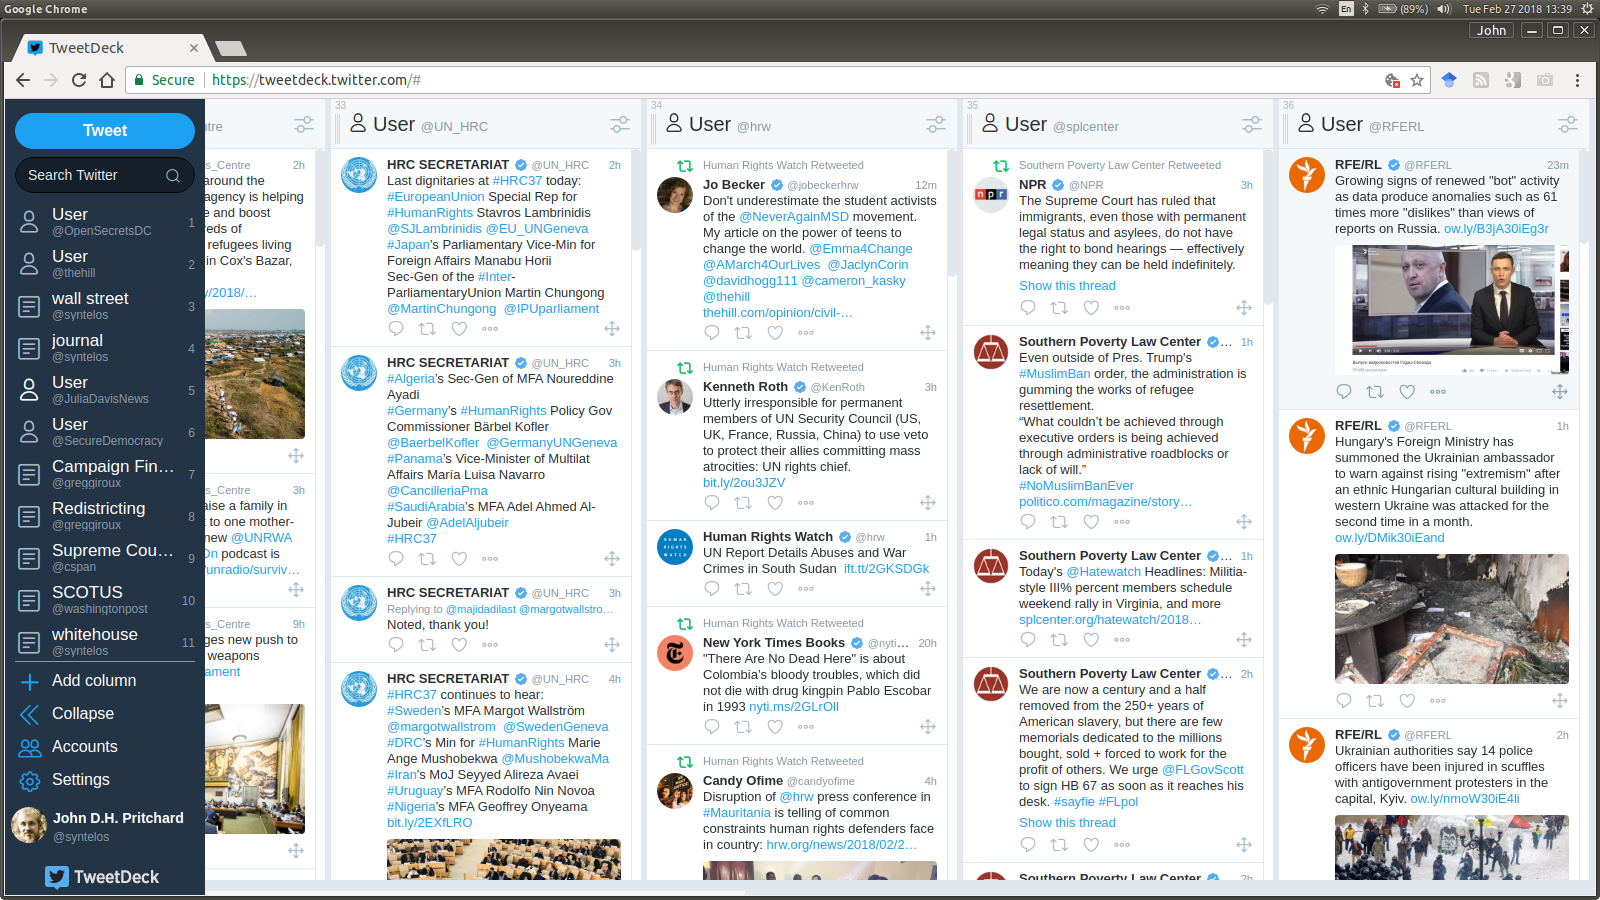 Google Chrome
En
(89%)
Tue Feb 27 2018 13:39
John
TweetDeck
Secure
https://tweetdeck.twitter.com/#
Tweet
Search Twitter
User
@OpenSecretsDC
1
User
@thehill
2
wall street
@syntelos
3
journal
@syntelos
4
User
@JuliaDavisNews
5
User
@SecureDemocracy
6
Campaign Fin...
@greggiroux
7
Redistricting
@greggiroux
8
Supreme Cou...
@cspan
9
SCOTUS
@washingtonpost
10
whitehouse
@syntelos
11
Add column
Collapse
Accounts
Settings
John D.H. Pritchard
@syntelos
TweetDeck
ntre
s_Centre
2h
around the
agency is helping
e and boost
reds of
refugees living
in Cox's Bazar,
y/2018/…
s_Centre
3h
aise a family in
k to one mother-
new @UNRWA
On podcast is
/unradio/surviv…
s_Centre
9h
ges new push to
weapons
ament
33
User @UN_HRC
HRC SECRETARIAT @UN_HRC 2h
Last dignitaries at #HRC37 today:
#EuropeanUnion Special Rep for
#HumanRights Stavros Lambrinidis
@SJLambrinidis @EU_UNGeneva
#Japan's Parliamentary Vice-Min for
Foreign Affairs Manabu Horii
Sec-Gen of the #Inter-
ParliamentaryUnion Martin Chungong
@MartinChungong @IPUparliament
HRC SECRETARIAT @UN_HRC 3h
#Algeria's Sec-Gen of MFA Noureddine
Ayadi
#Germany's #HumanRights Policy Gov
Commissioner Bärbel Kofler
@BaerbelKofler @GermanyUNGeneva
#Panama's Vice-Minister of Multilat
Affairs María Luisa Navarro
@CancilleriaPma
#SaudiArabia's MFA Adel Ahmed Al-
Jubeir @AdelAljubeir
#HRC37
HRC SECRETARIAT @UN_HRC 3h
Replying to @majidadilast @margotwallstro…
Noted, thank you!
HRC SECRETARIAT @UN_HRC 4h
#HRC37 continues to hear:
#Sweden's MFA Margot Wallström
@margotwallstrom @SwedenGeneva
#DRC's Min for #HumanRights Marie
Ange Mushobekwa @MushobekwaMa
#Iran's MoJ Seyyed Alireza Avaei
#Uruguay's MFA Rodolfo Nin Novoa
#Nigeria's MFA Geoffrey Onyeama
bit.ly/2EXfLRO
34
User @hrw
Human Rights Watch Retweeted
Jo Becker @jobeckerhrw 12m
Don't underestimate the student activists
of the @NeverAgainMSD movement.
My article on the power of teens to
change the world. @Emma4Change
@AMarch4OurLives @JaclynCorin
@davidhogg111 @cameron_kasky
@thehill
thehill.com/opinion/civil-…
Human Rights Watch Retweeted
Kenneth Roth @KenRoth 3h
Utterly irresponsible for permanent
members of UN Security Council (US,
UK, France, Russia, China) to use veto
to protect their allies committing mass
atrocities: UN rights chief.
bit.ly/2ou3JZV
HUMAN
RIGHTS
WATCH
Human Rights Watch @hrw 1h
UN Report Details Abuses and War
Crimes in South Sudan ift.tt/2GKSDGk
Human Rights Watch Retweeted
New York Times Books @nyti... 20h
"There Are No Dead Here" is about
Colombia's bloody troubles, which did
not die with drug kingpin Pablo Escobar
in 1993 nyti.ms/2GLrOll
Human Rights Watch Retweeted
Candy Ofime @candyofime 4h
Disruption of @hrw press conference in
#Mauritania is telling of common
constraints human rights defenders face
in country: hrw.org/news/2018/02/2…
35
User @splcenter
Southern Poverty Law Center Retweeted
npr
NPR @NPR 3h
The Supreme Court has ruled that
immigrants, even those with permanent
legal status and asylees, do not have
the right to bond hearings — effectively
meaning they can be held indefinitely.
Show this thread
Southern Poverty Law Center ... 1h
Even outside of Pres. Trump's
#MuslimBan order, the administration is
gumming the works of refugee
resettlement.
“What couldn’t be achieved through
executive orders is being achieved
through administrative roadblocks or
lack of will.”
#NoMuslimBanEver
politico.com/magazine/story…
Southern Poverty Law Center ... 1h
Today's @Hatewatch Headlines: Militia-
style III% percent members schedule
weekend rally in Virginia, and more
splcenter.org/hatewatch/2018…
Southern Poverty Law Center ... 2h
We are now a century and a half
removed from the 250+ years of
American slavery, but there are few
memorials dedicated to the millions
bought, sold + forced to work for the
profit of others. We urge @FLGovScott
to sign HB 67 as soon as it reaches his
desk. #sayfie #FLpol
Show this thread
Southern Poverty Law Center ... 2h
36
User @RFERL
RFE/RL @RFERL 23m
Growing signs of renewed "bot" activity
as data produce anomalies such as 61
times more "dislikes" than views of
reports on Russia. ow.ly/B3jA30iEg3r
RFE/RL @RFERL 1h
Hungary's Foreign Ministry has
summoned the Ukrainian ambassador
to warn against rising "extremism" after
an ethnic Hungarian cultural building in
western Ukraine was attacked for the
second time in a month.
ow.ly/DMik30iEand
RFE/RL @RFERL 2h
Ukrainian authorities say 14 police
officers have been injured in scuffles
with antigovernment protesters in the
capital, Kyiv. ow.ly/nmoW30iE4li